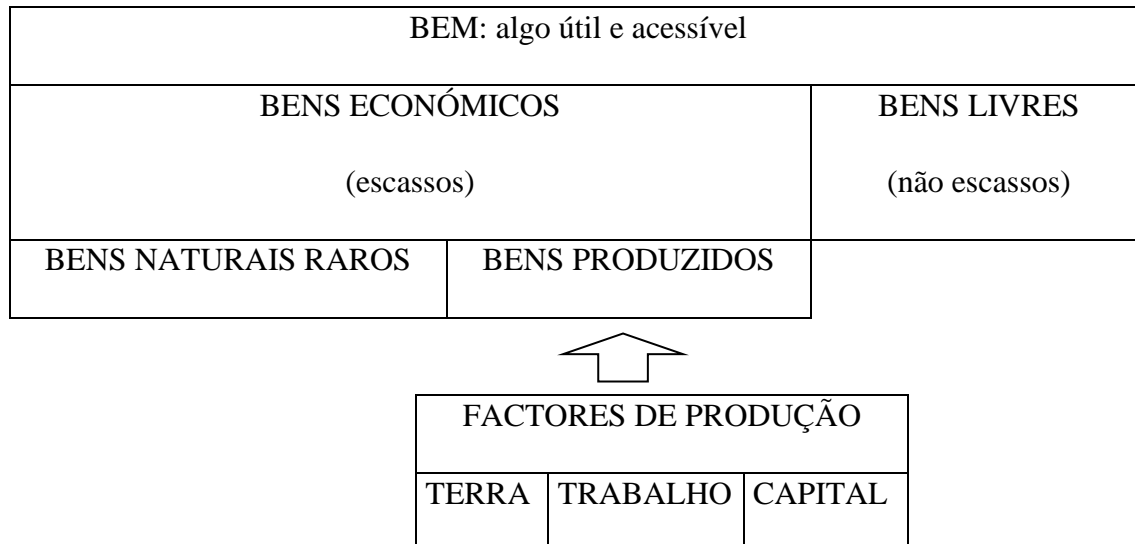 BEM: algo útil e acessível
BENS ECONÓMICOS
(escassos)
BENS LIVRES
(não escassos)
BENS NATURAIS RAROS
BENS PRODUZIDOS
FACTORES DE PRODUÇÃO
TERRA
TRABALHO
CAPITAL